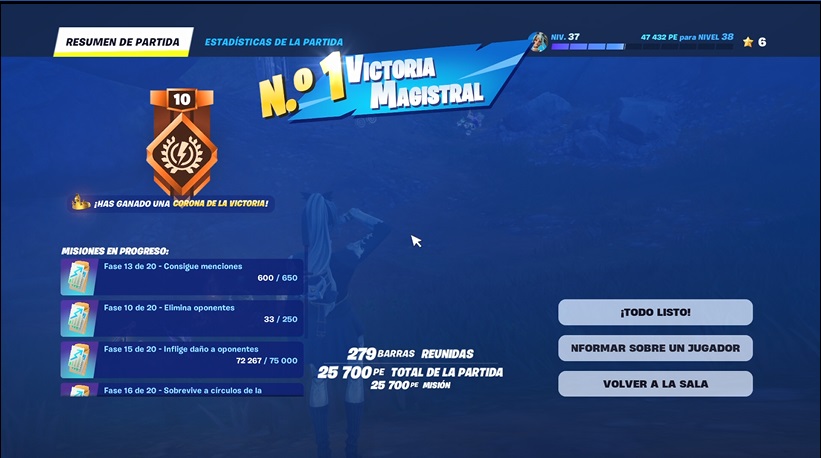 RESUMEN DE PARTIDA
ESTADÍSTICAS DE LA PARTIDA
NIV. 37
47 432 PE para NIVEL 38
6
N.º 1 VICTORIA
MAGISTRAL
10
¡HAS GANADO UNA CORONA DE LA VICTORIA!
MISIONES EN PROGRESO:
Fase 13 de 20 - Consigue menciones
600 / 650
Fase 10 de 20 - Elimina oponentes
33 / 250
Fase 15 de 20 - Inflige daño a oponentes
72 267 / 75 000
Fase 16 de 20 - Sobrevive a círculos de la
279 BARRAS REUNIDAS
25 700 PE TOTAL DE LA PARTIDA
25 700 PE MISIÓN
¡TODO LISTO!
NFORMAR SOBRE UN JUGADOR
VOLVER A LA SALA